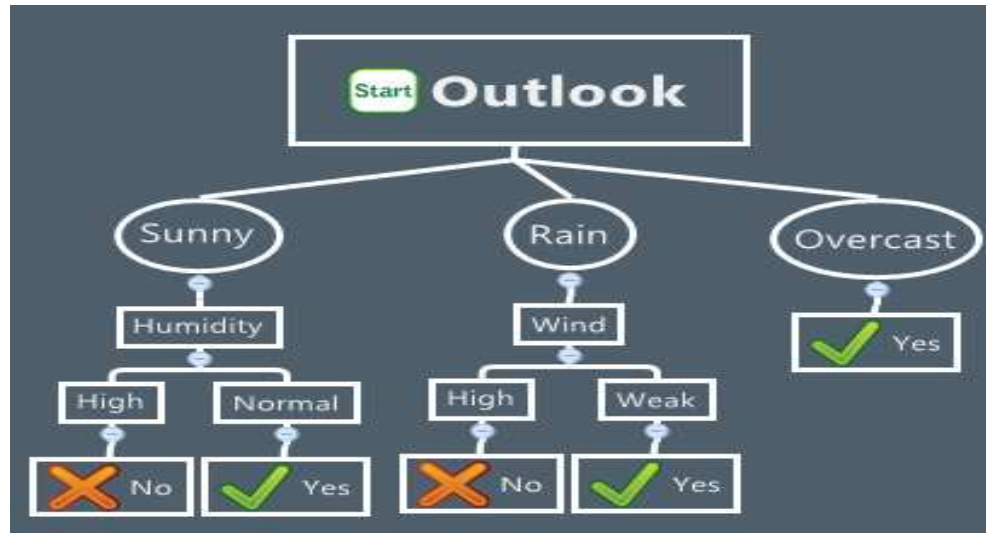 Start Outlook
Sunny
Rain
Overcast
Humidity
Wind
Yes
High
Normal
High
Weak
No
Yes
No
Yes